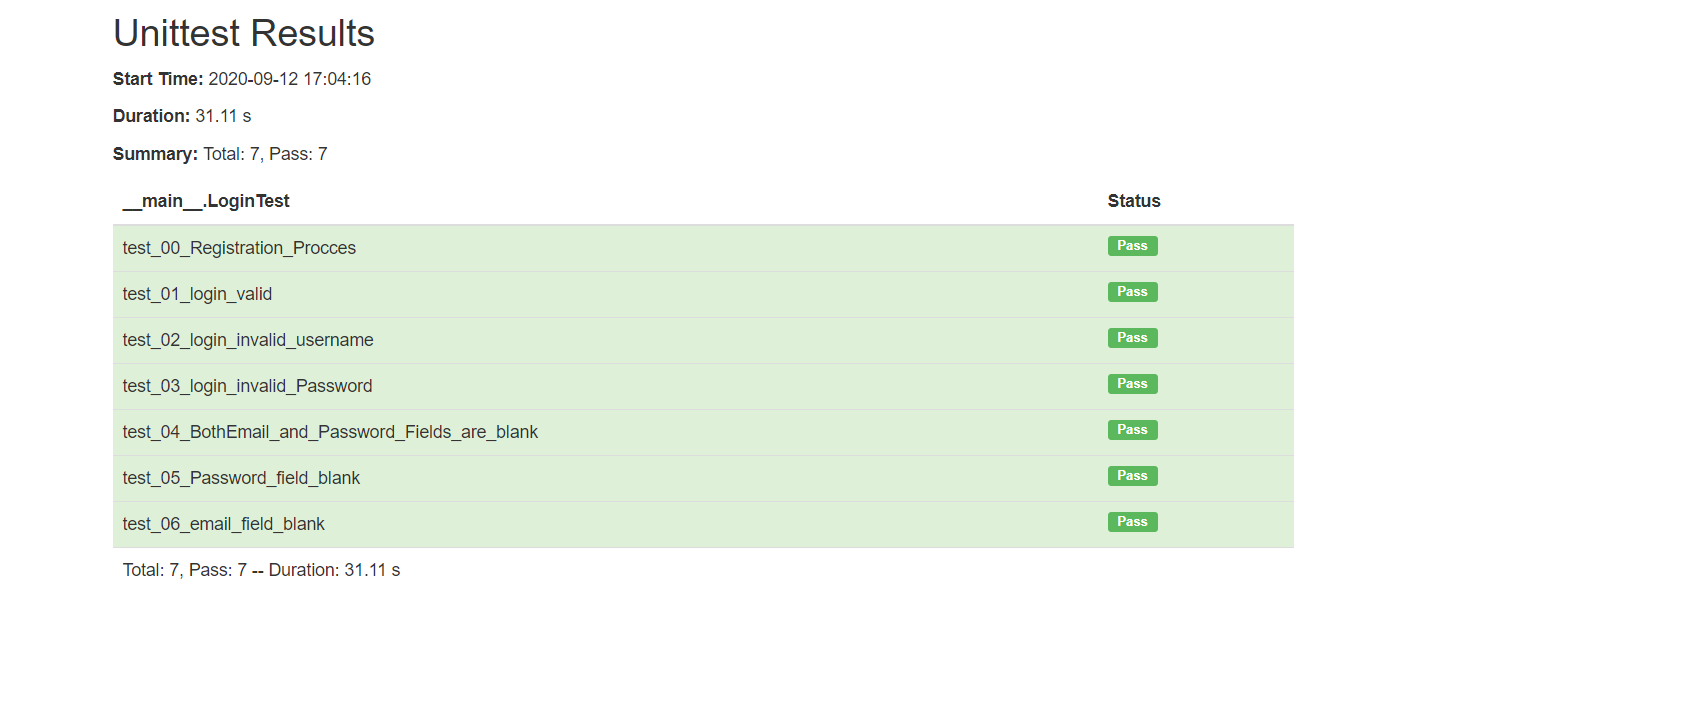 Unittest Results
Start Time: 2020-09-12 17:04:16
Duration: 31.11 s
Summary: Total: 7, Pass: 7
__main__.LoginTest Status
test_00_Registration_Procces Pass
test_01_login_valid Pass
test_02_login_invalid_username Pass
test_03_login_invalid_Password Pass
test_04_BothEmail_and_Password_Fields_are_blank Pass
test_05_Password_field_blank Pass
test_06_email_field_blank Pass
Total: 7, Pass: 7 -- Duration: 31.11 s